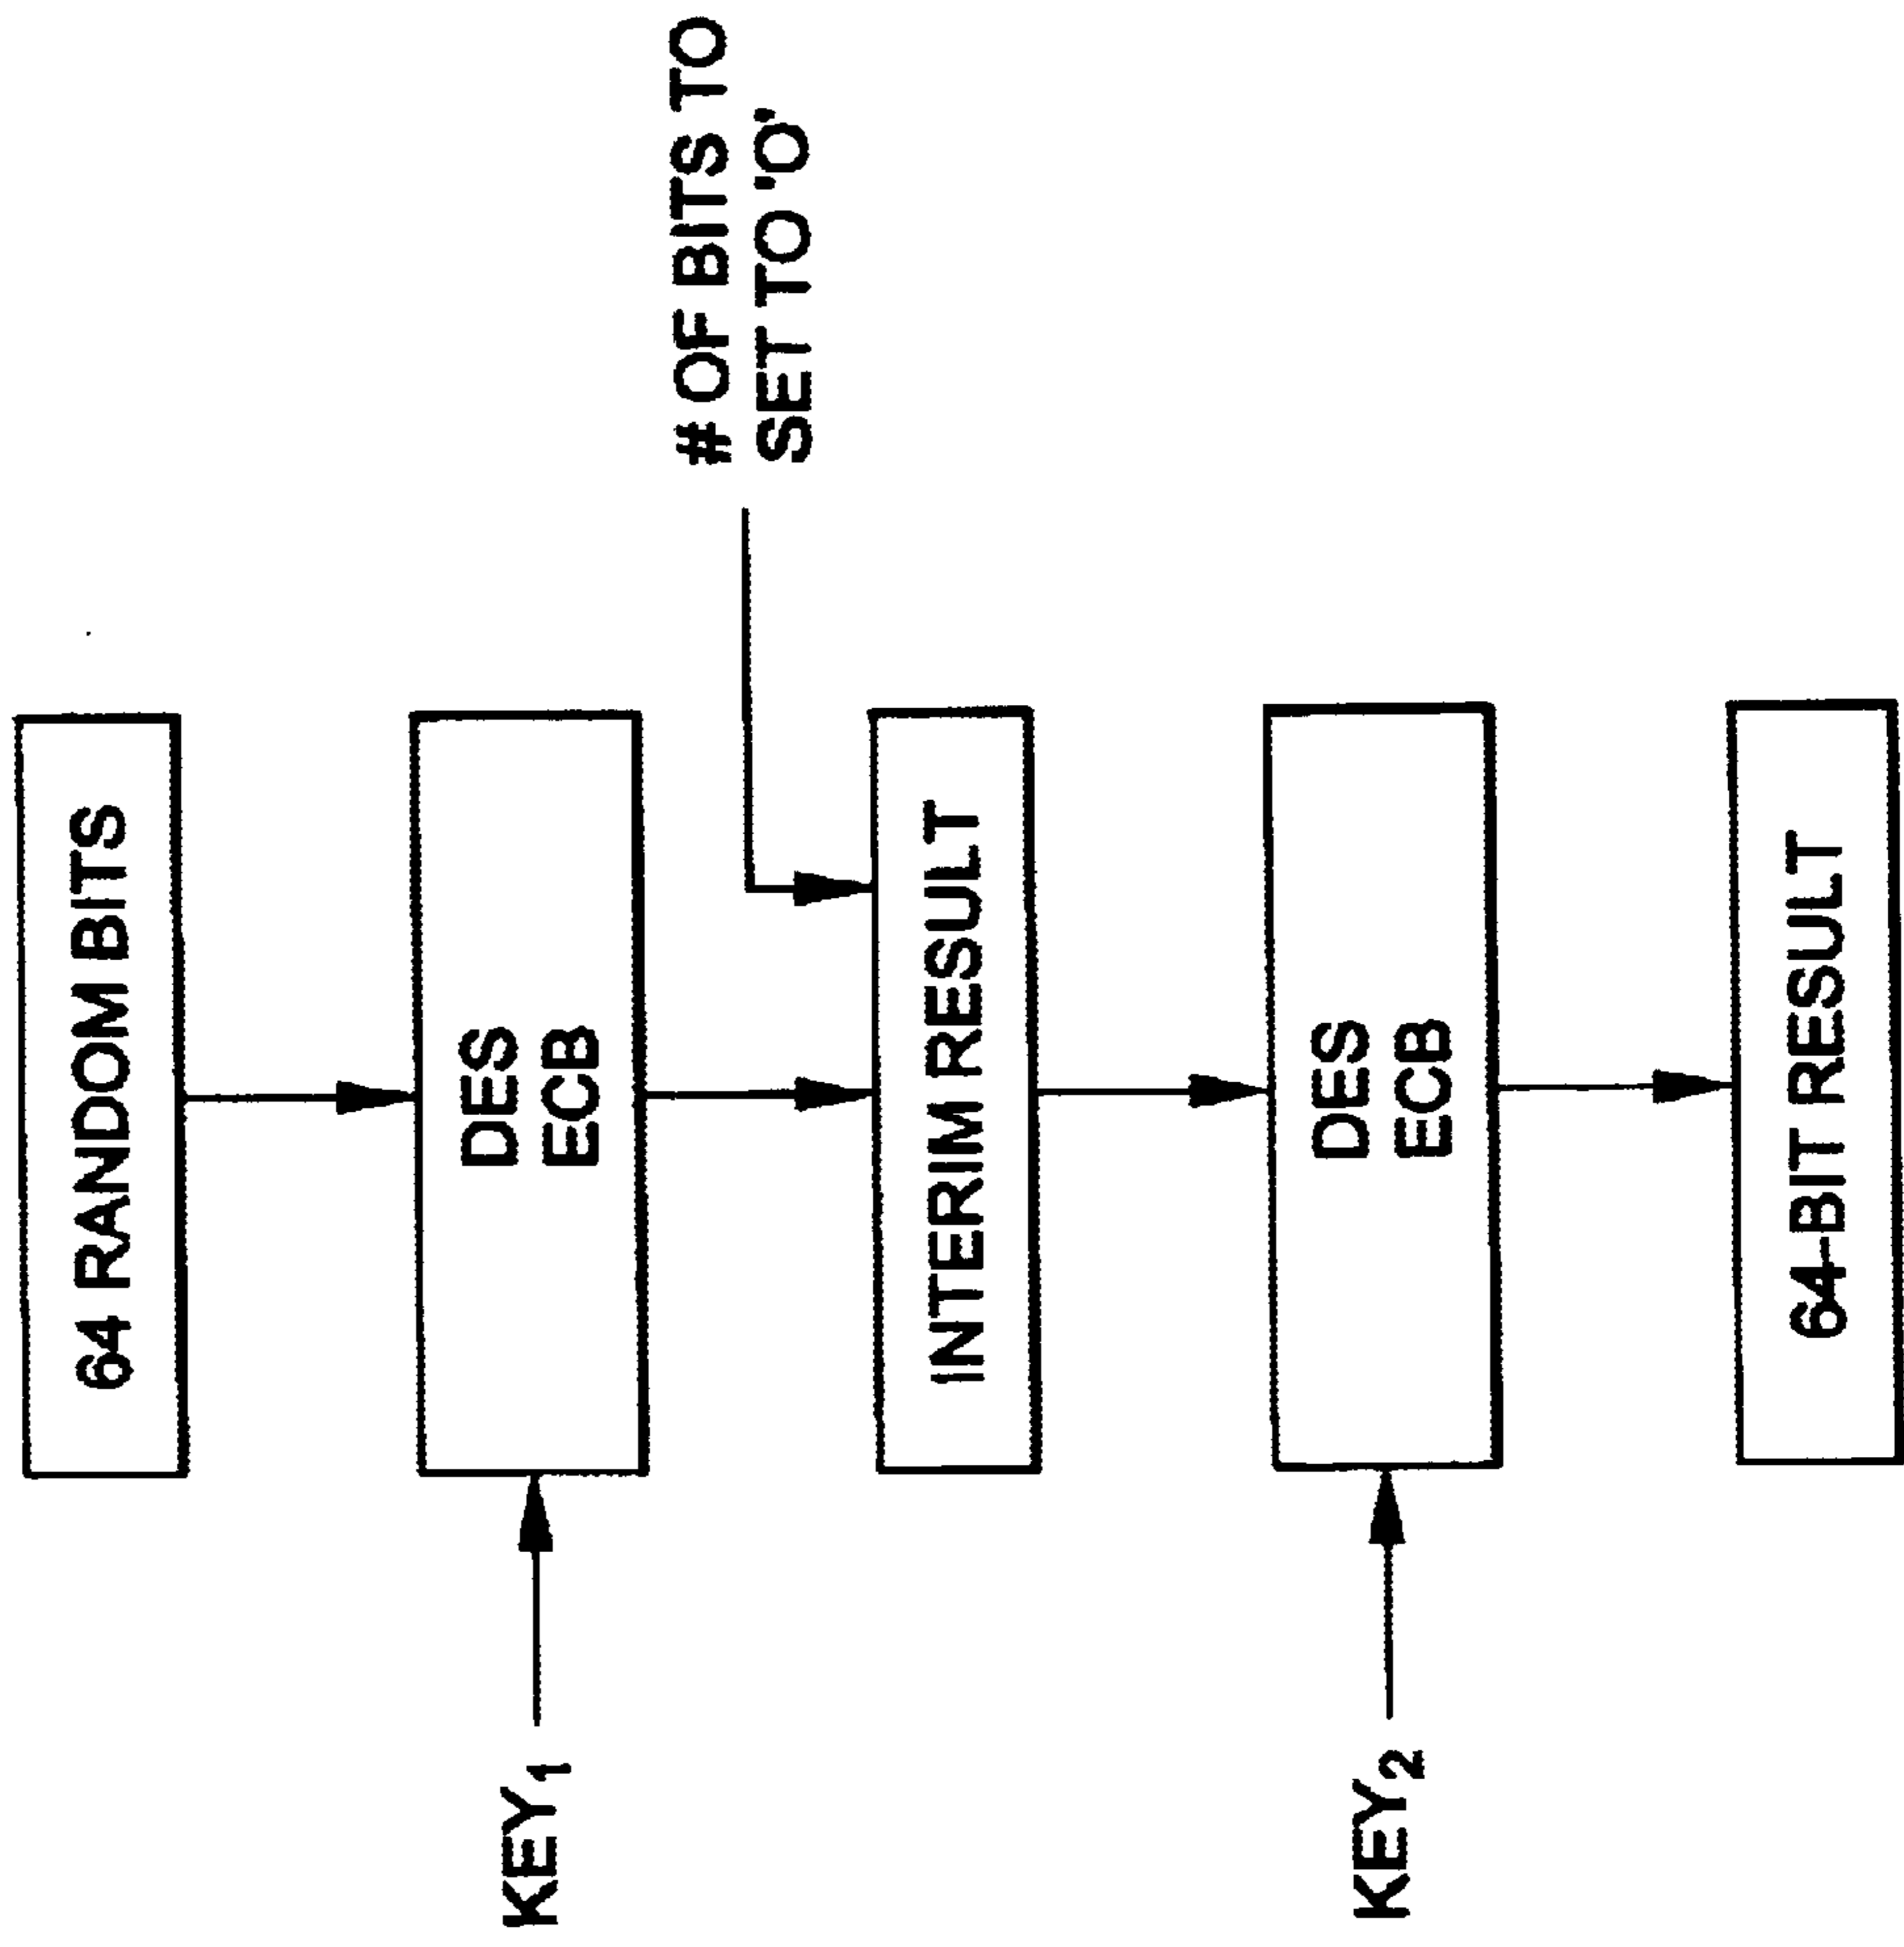 64 RANDOM BITS
KEY1
DES
ECB
# OF BITS TO
SET TO 'O'
INTERIM RESULT
KEY2
DES
ECB
64-BIT RESULT